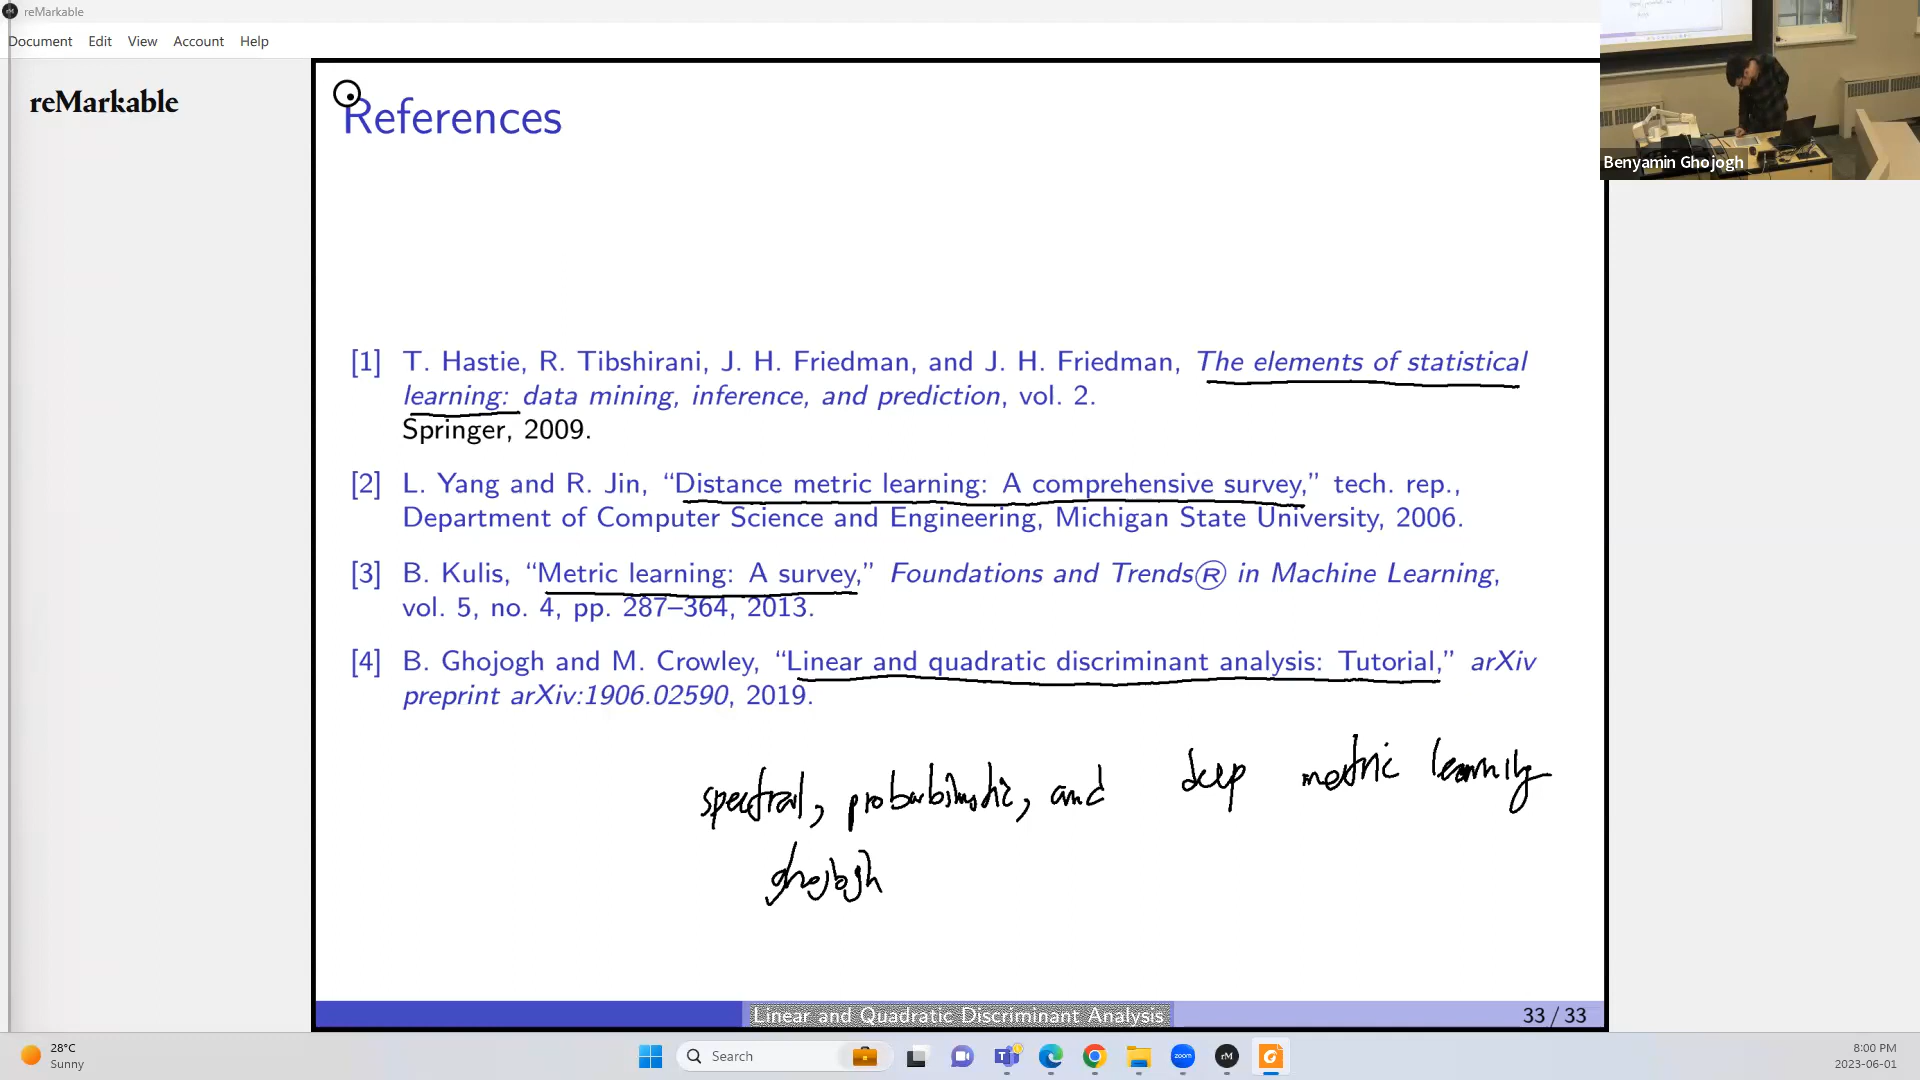 reMarkable
Document Edit View Account Help
reMarkable
Benyamin Ghojogh
References
[1] T. Hastie, R. Tibshirani, J. H. Friedman, and J. H. Friedman, The elements of statistical
learning: data mining, inference, and prediction, vol. 2.
Springer, 2009.
[2] L. Yang and R. Jin, “Distance metric learning: A comprehensive survey,” tech. rep.,
Department of Computer Science and Engineering, Michigan State University, 2006.
[3] B. Kulis, “Metric learning: A survey,” Foundations and Trends® in Machine Learning,
vol. 5, no. 4, pp. 287–364, 2013.
[4] B. Ghojogh and M. Crowley, “Linear and quadratic discriminant analysis: Tutorial,” arXiv
preprint arXiv:1906.02590, 2019.
spectral, probabilistic, and deep metric learning
ghojogh
Linear and Quadratic Discriminant Analysis 33 / 33
28°C
Sunny
Search
zoom
rM
8:00 PM
2023-06-01